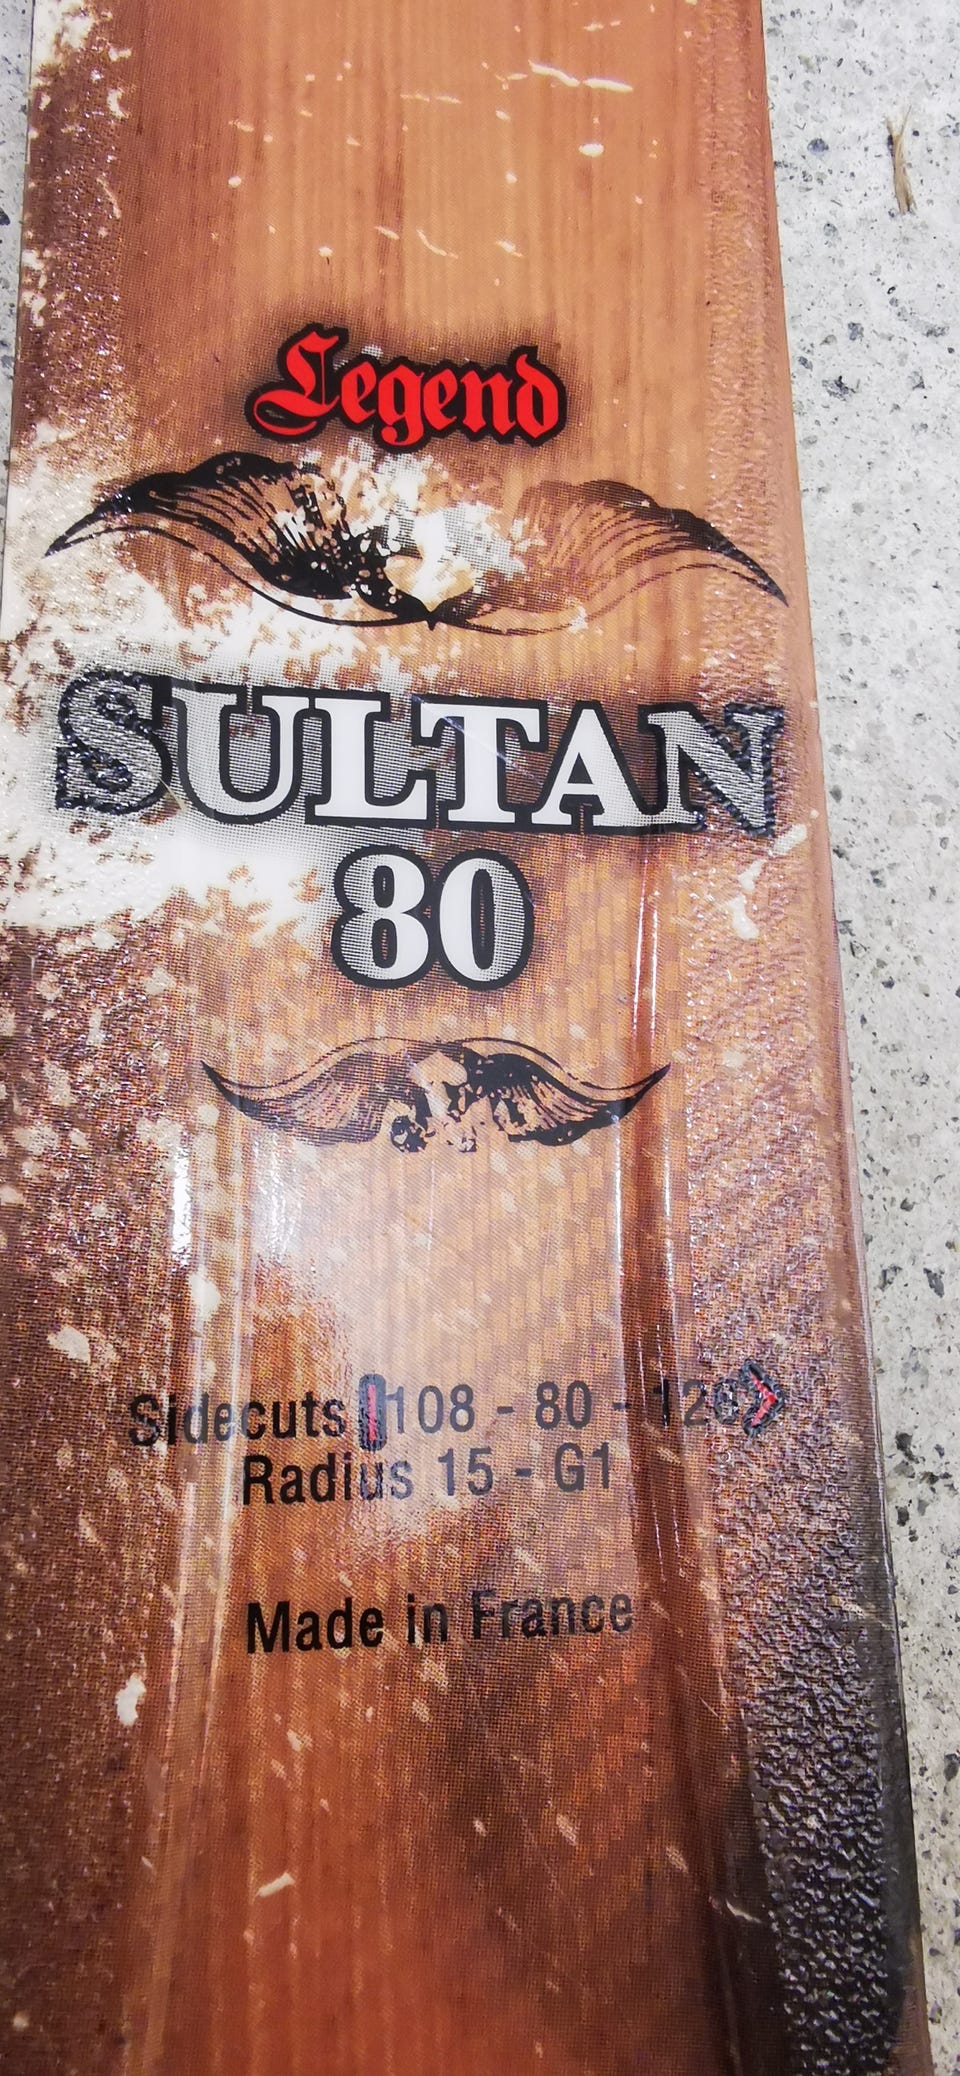 Legend
SULTAN
80
Sidecuts 108 - 80 -
Radius 15 - G1
Made in France